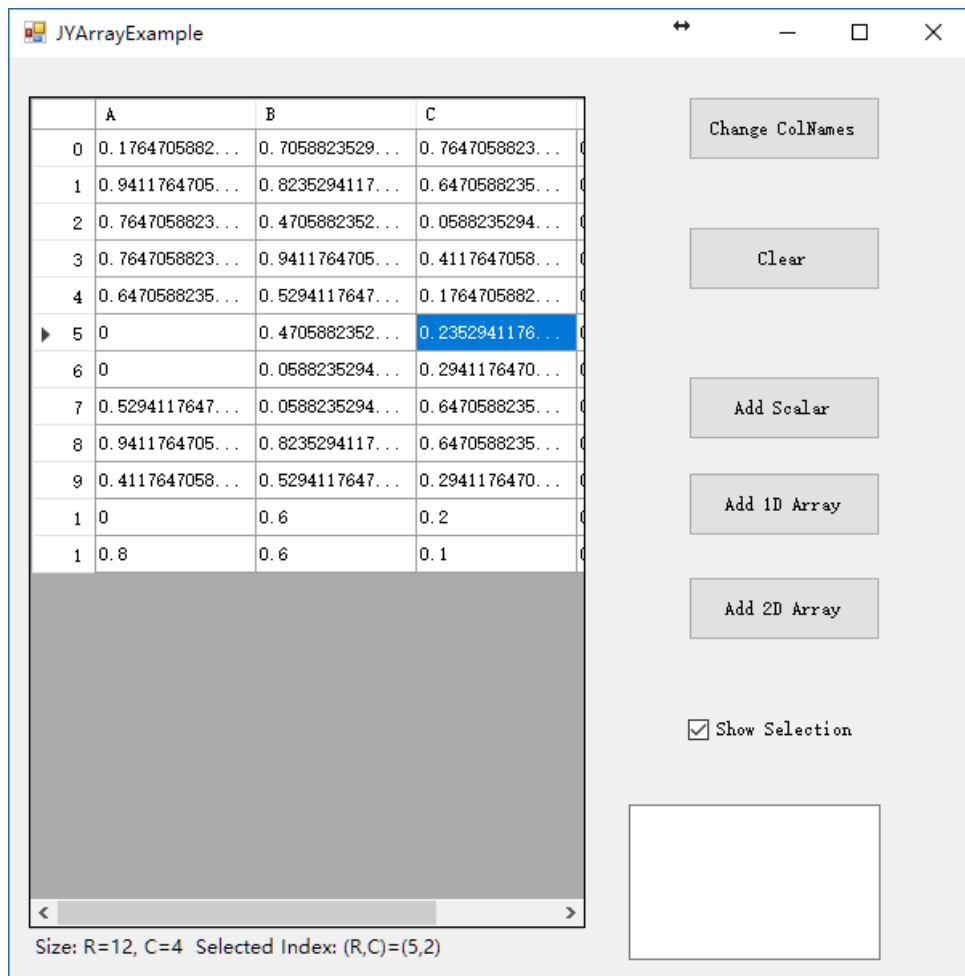 JYArrayExample
A B C
0 0.1764705882... 0.7058823529... 0.7647058823...
1 0.9411764705... 0.8235294117... 0.6470588235...
2 0.7647058823... 0.4705882352... 0.0588235294...
3 0.7647058823... 0.9411764705... 0.4117647058...
4 0.6470588235... 0.5294117647... 0.1764705882...
5 0 0.4705882352... 0.2352941176...
6 0 0.0588235294... 0.2941176470...
7 0.5294117647... 0.0588235294... 0.6470588235...
8 0.9411764705... 0.8235294117... 0.6470588235...
9 0.4117647058... 0.5294117647... 0.2941176470...
1 0 0.6 0.2
1 0.8 0.6 0.1
Size: R=12, C=4 Selected Index: (R,C)=(5,2)
Change ColNames
Clear
Add Scalar
Add 1D Array
Add 2D Array
Show Selection